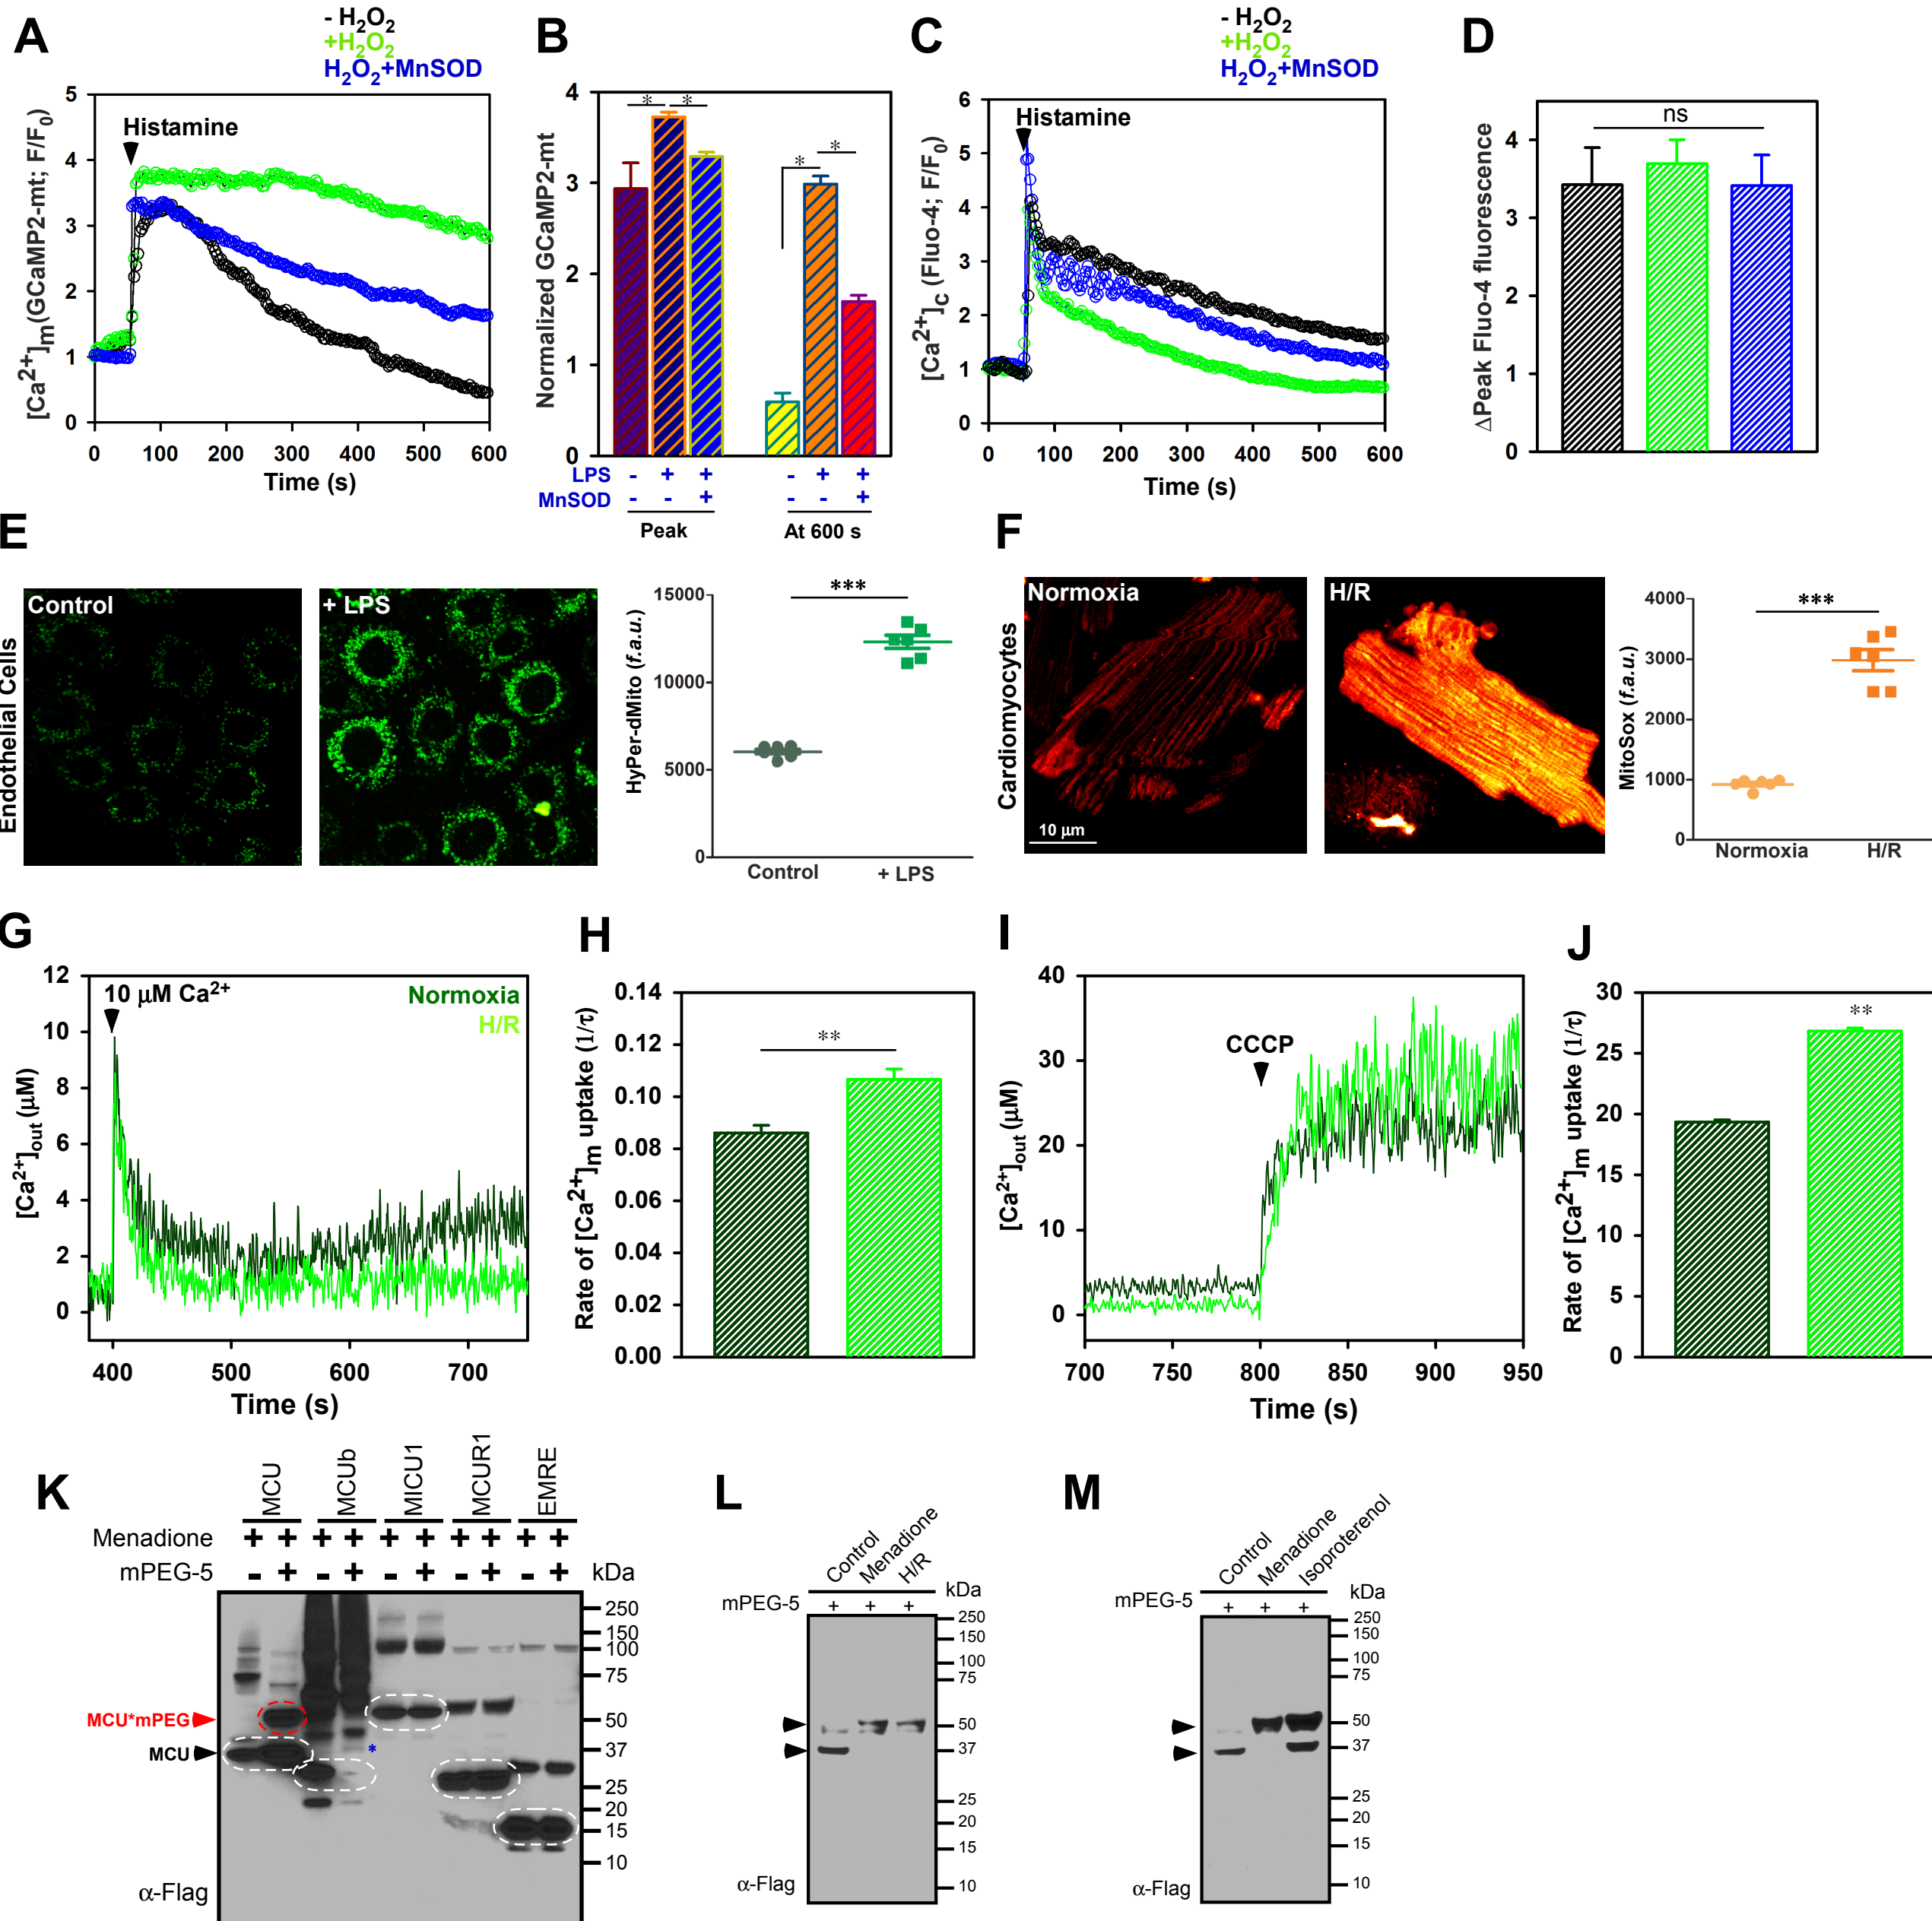 A
- H2O2
+H2O2
H2O2+MnSOD
[Ca2+]m(GCaMP2-mt; F/F0)
5
4
3
2
1
0
Histamine
0 100 200 300 400 500 600
Time (s)
B
Normalized GCaMP2-mt
4
3
2
1
0
* *
* *
LPS - + + - + +
MnSOD - - + - - +
Peak At 600 s
C
- H2O2
+H2O2
H2O2+MnSOD
[Ca2+]C (Fluo-4; F/F0)
6
5
4
3
2
1
0
Histamine
0 100 200 300 400 500 600
Time (s)
D
ΔPeak Fluo-4 fluorescence
4
3
2
1
0
ns
E
Endothelial Cells
Control
+ LPS
HyPer-dMito (f.a.u.)
15000
10000
5000
0
***
Control + LPS
F
Cardiomyocytes
Normoxia
H/R
10 μm
MitoSox (f.a.u.)
4000
3000
2000
1000
0
***
Normoxia H/R
G
[Ca2+]out (μM)
12
10
8
6
4
2
0
10 μM Ca2+
Normoxia
H/R
400 500 600 700
Time (s)
H
Rate of [Ca2+]m uptake (1/τ)
0.14
0.12
0.10
0.08
0.06
0.04
0.02
0.00
**
I
[Ca2+]out (μM)
40
30
20
10
0
CCCP
700 750 800 850 900 950
Time (s)
J
Rate of [Ca2+]m uptake (1/τ)
30
25
20
15
10
5
0
**
K
MCU MCUb MICU1 MCUR1 EMRE
Menadione + + + + + + + + + +
mPEG-5 - + - + - + - + - + kDa
250
150
100
75
MCU*mPEG
50
MCU
*
37
25
20
15
10
α-Flag
L
Control Menadione H/R
kDa
mPEG-5 + + +
250
150
100
75
50
37
25
20
15
10
α-Flag
M
Control Menadione Isoproterenol
kDa
mPEG-5 + + +
250
150
100
75
50
37
25
20
15
10
α-Flag